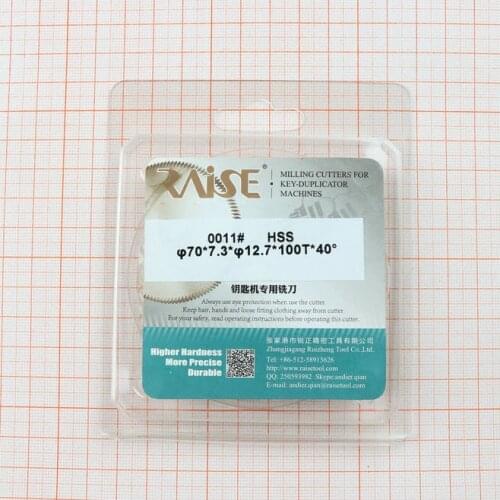 RAISE®
MILLING CUTTERS FOR
KEY-DUPLICATOR
MACHINES
0011# HSS
φ70*7.3*φ12.7*100T*40°
钥匙机专用铣刀
Always use eye protection when use the cutter.
Keep hair, hands and loose fitting clothing away from cutter.
For your safety, read operating instructions before operating this cutter.
Higher Hardness
More Precise
Durable
张家港市锐正精密工具有限公司
Zhangjiagang Ruizheng Tool Co., Ltd.
Tel: +86-512-58913626
www.raisetool.com
QQ: 250593982 Skype:andier.qian
E-mail: andier.qian@raisetool.com